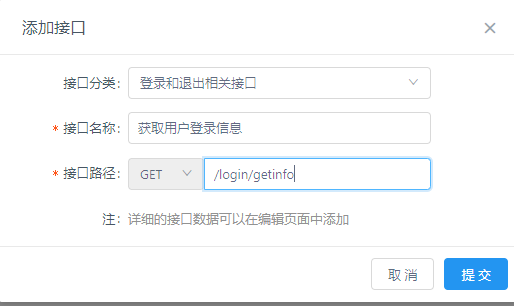 添加接口
接口分类： 登录和退出相关接口
* 接口名称： 获取用户登录信息
* 接口路径： GET /login/getinfo
注： 详细的接口数据可以在编辑页面中添加
取 消 提 交